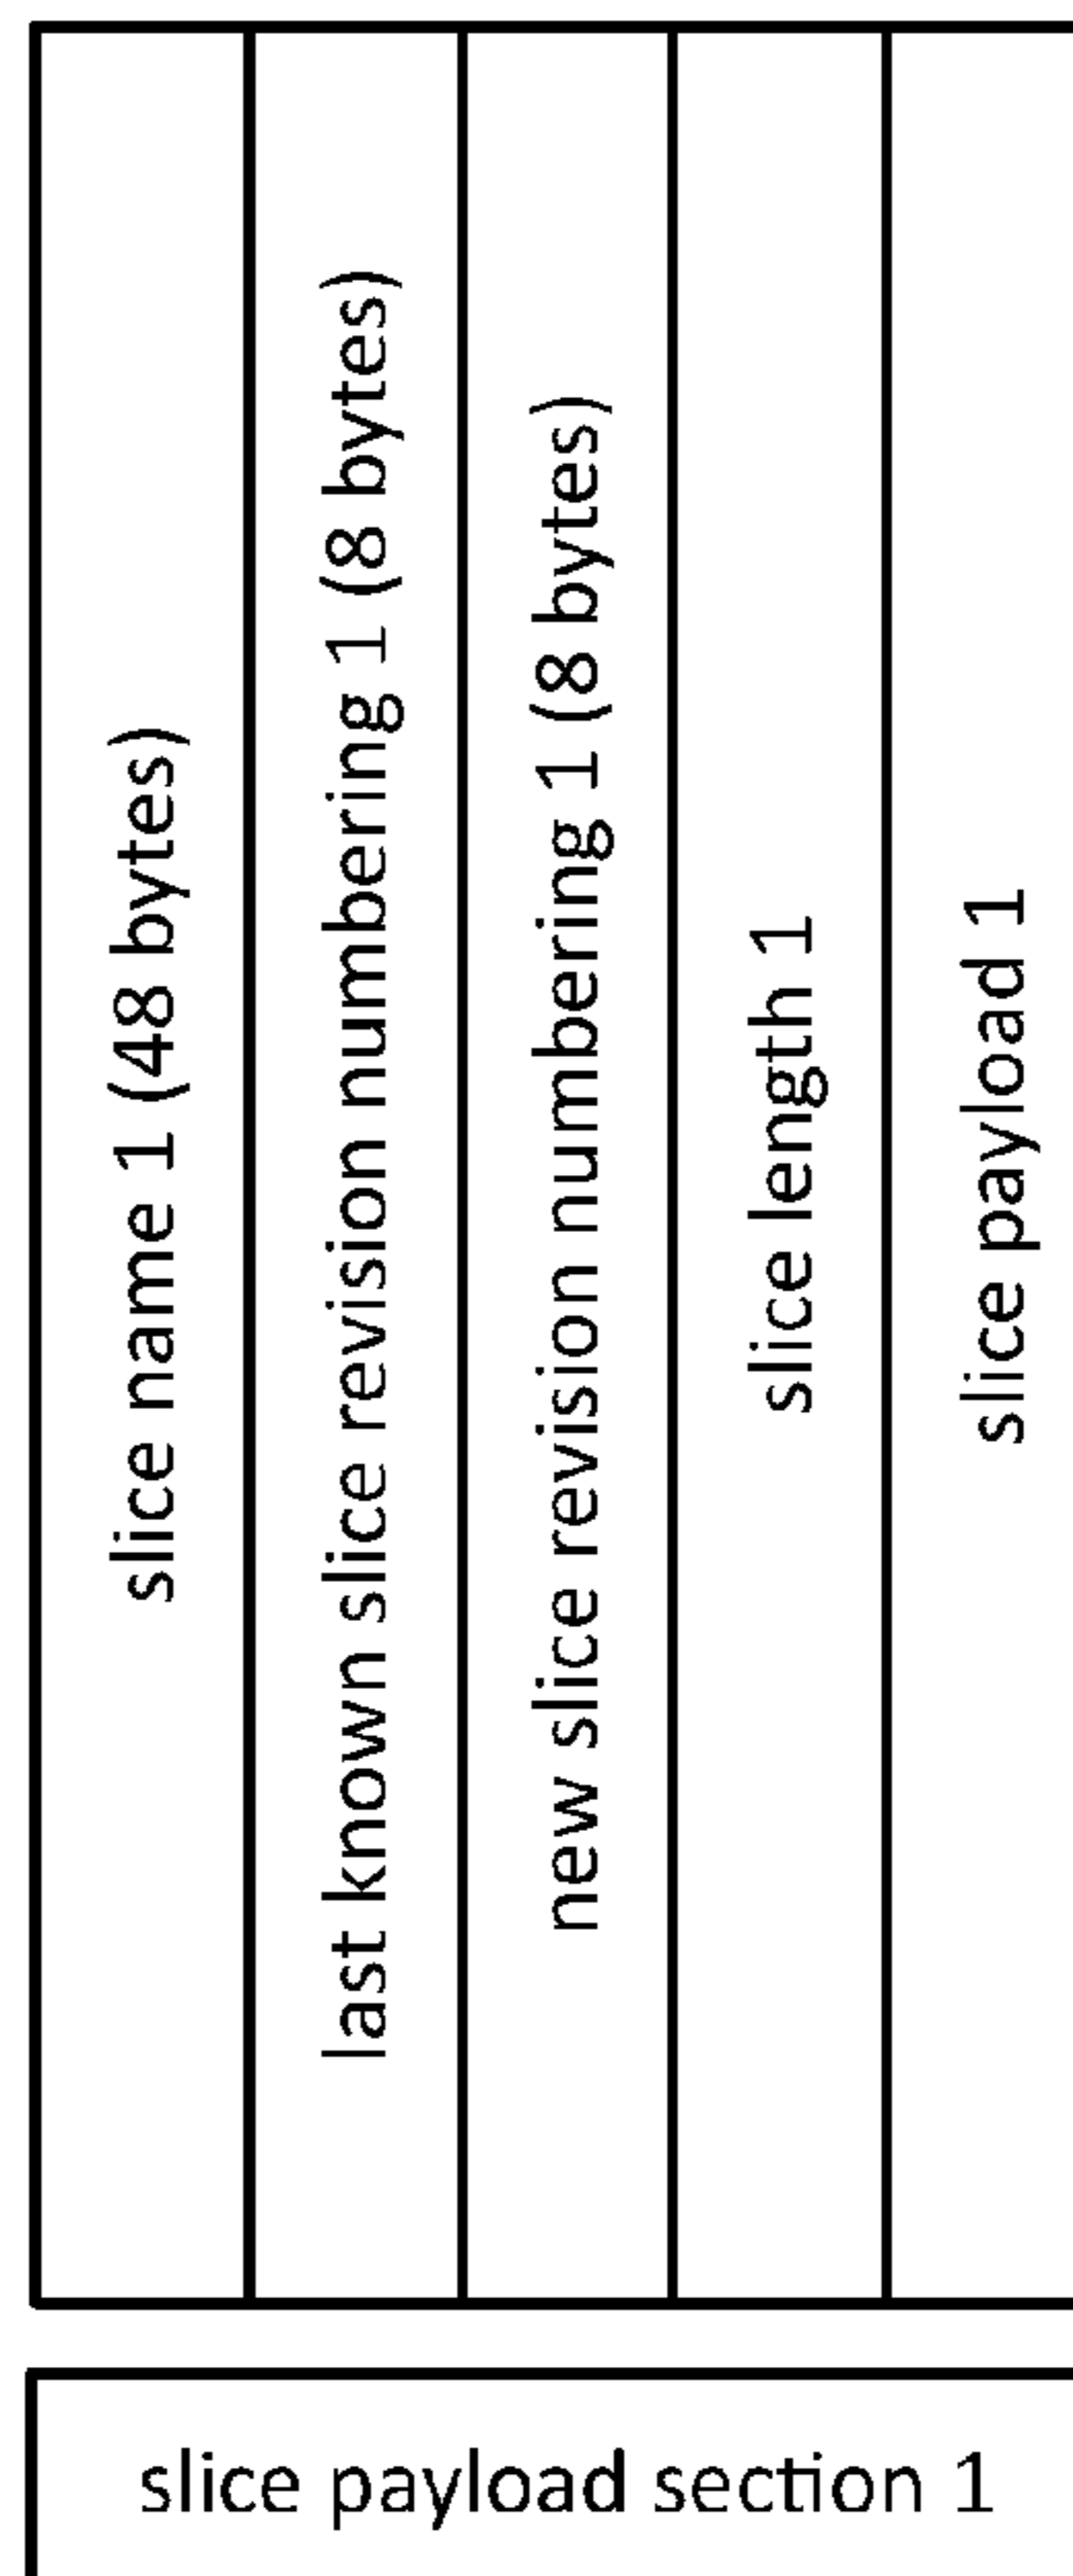 slice name 1 (48 bytes)
last known slice revision numbering 1 (8 bytes)
new slice revision numbering 1 (8 bytes)
slice length 1
slice payload 1
slice payload section 1